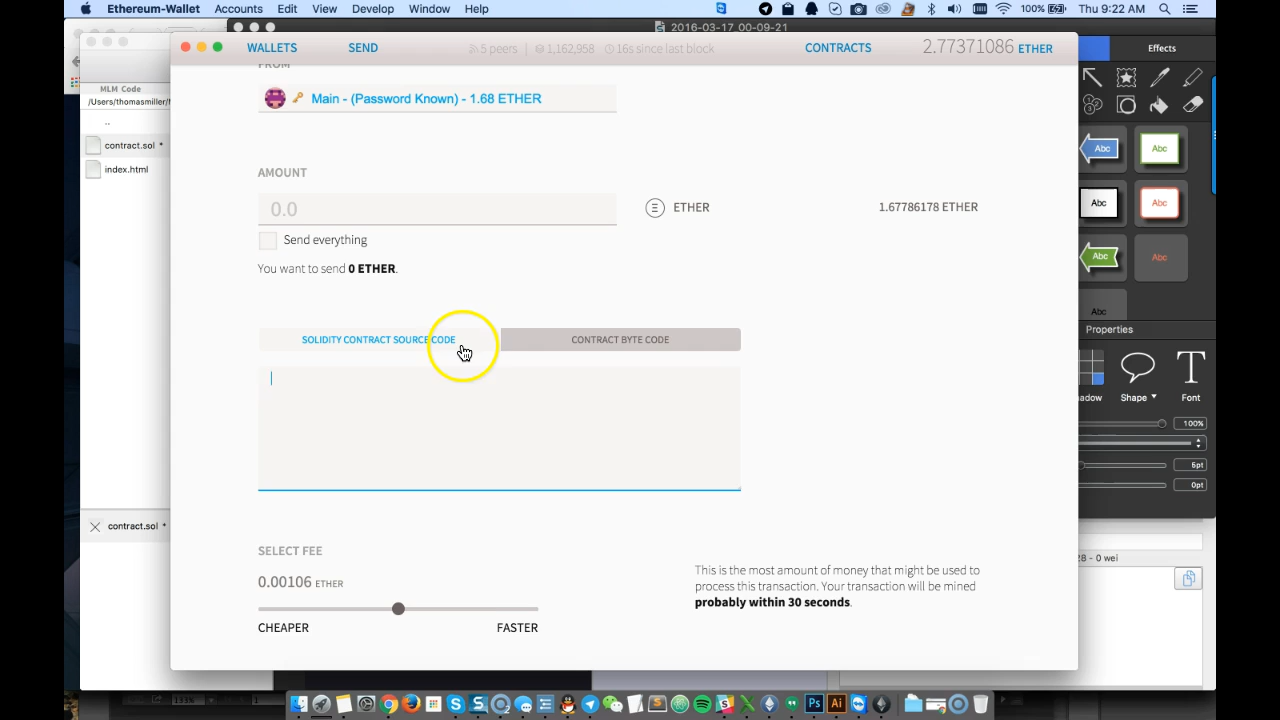 Ethereum-Wallet Accounts Edit View Develop Window Help 100% Thu 9:22 AM
2016-03-17_00-09-21
WALLETS SEND 5 peers 1,162,958 16s since last block CONTRACTS 2.77371086 ETHER
Effects
FROM
MLM Code
/Users/thomasmiller/
..
contract.sol *
index.html
Main - (Password Known) - 1.68 ETHER
AMOUNT
0.0
ETHER
1.67786178 ETHER
Send everything
You want to send 0 ETHER.
Abc Abc
Abc Abc
Abc Abc
Abc
SOLIDITY CONTRACT SOURCE CODE
CONTRACT BYTE CODE
Properties
adow Shape Font
100%
5pt
0pt
contract.sol *
SELECT FEE
0.00106 ETHER
CHEAPER
FASTER
This is the most amount of money that might be used to
process this transaction. Your transaction will be mined
probably within 30 seconds.
28 - 0 wei
133%
1
Ps Ai